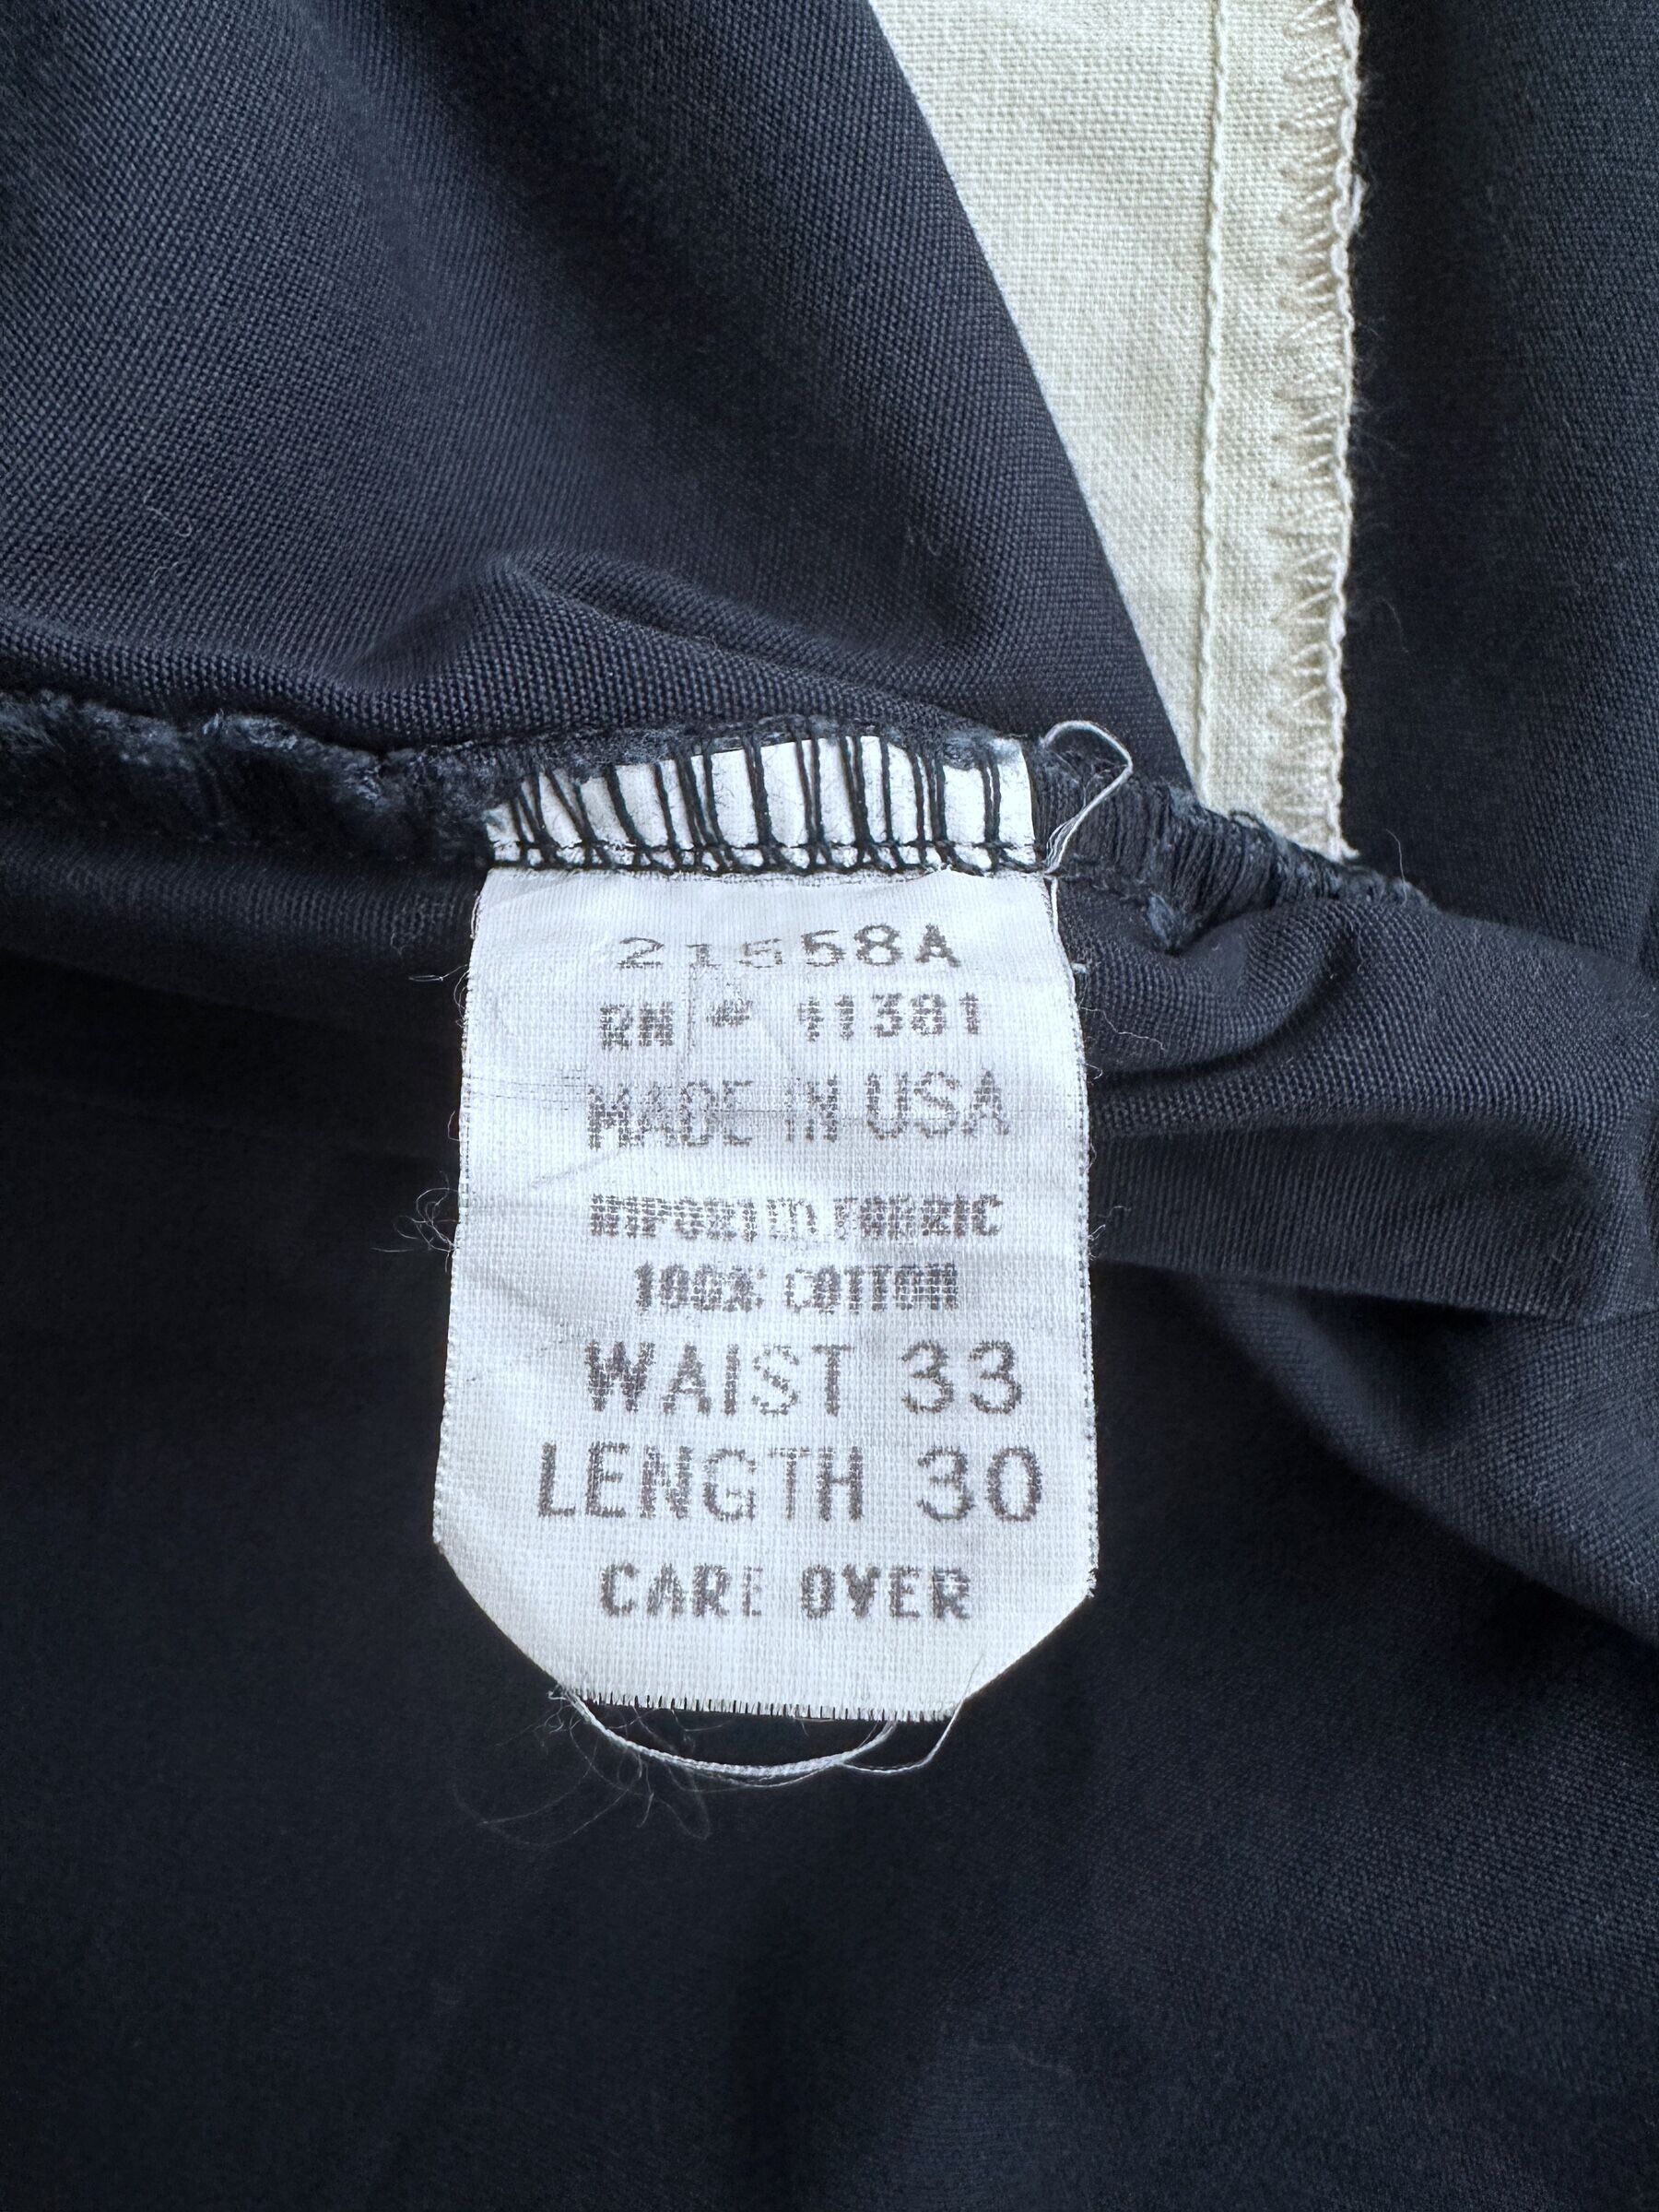 21558A
RN # 11381
MADE IN USA
IMPORTED FABRIC
100% COTTON
WAIST 33
LENGTH 30
CARE OVER